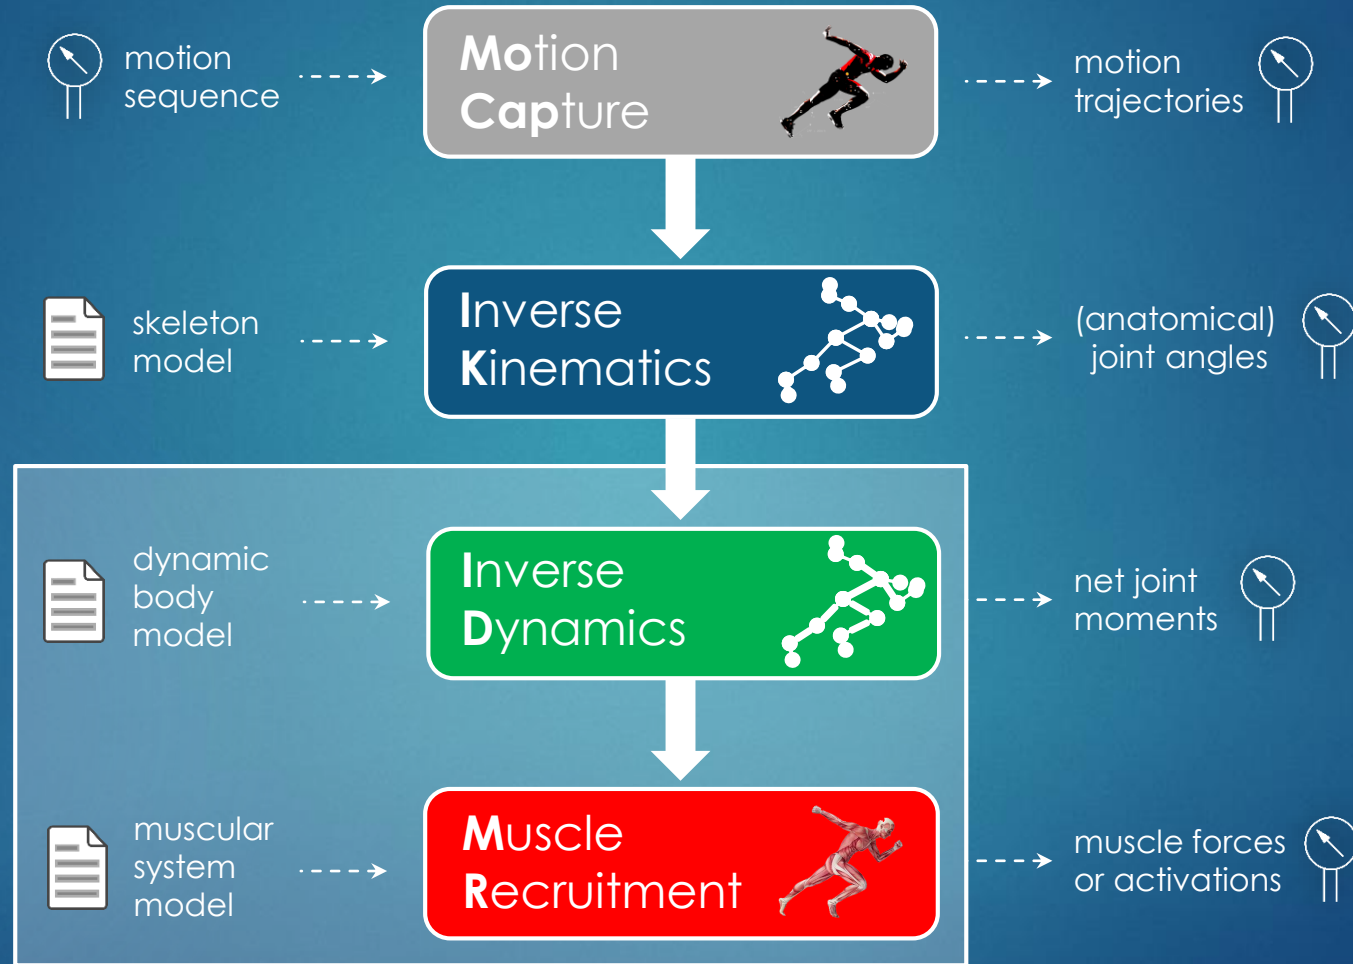 motion
sequence
Motion
Capture
motion
trajectories
skeleton
model
Inverse
Kinematics
(anatomical)
joint angles
dynamic
body
model
Inverse
Dynamics
net joint
moments
muscular
system
model
Muscle
Recruitment
muscle forces
or activations